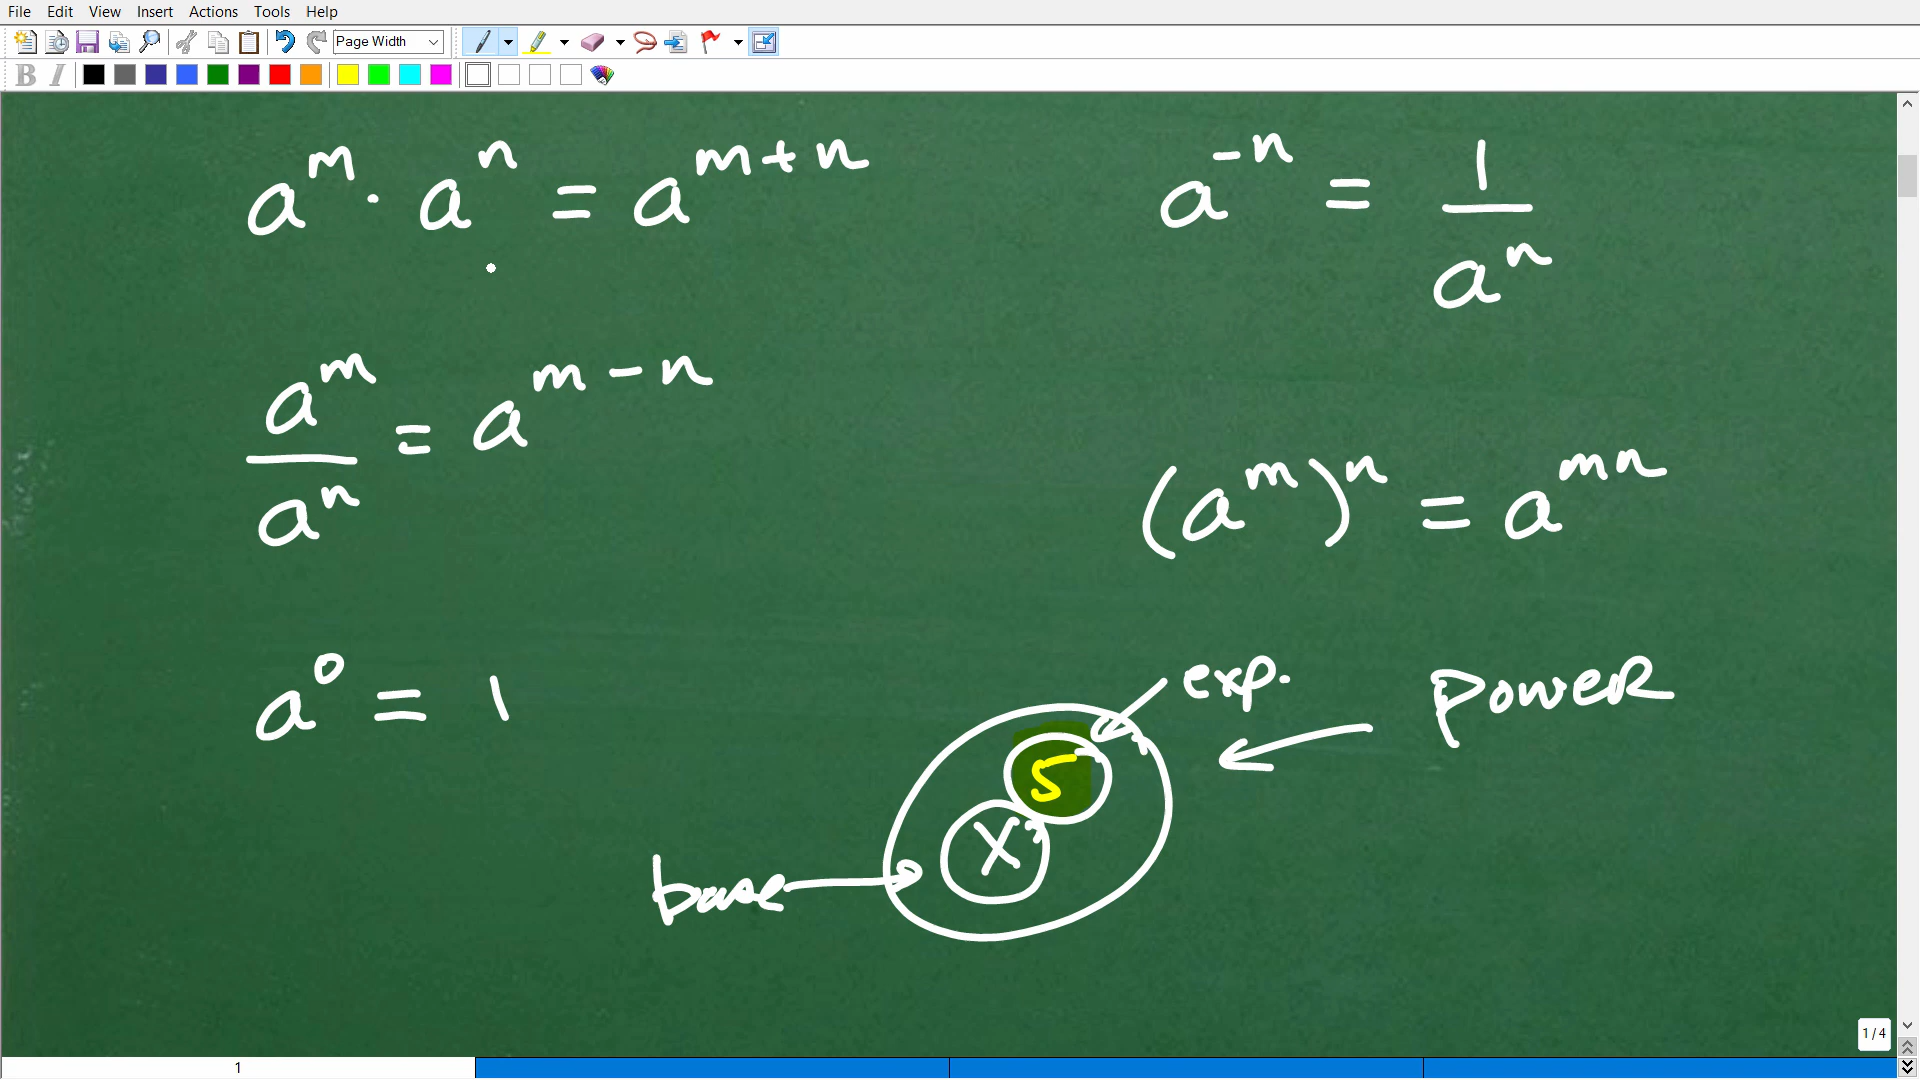 File Edit View Insert Actions Tools Help
Page Width
B I
a^m · a^n = a^{m+n}
a^{-n} = 1/a^n
a^m/a^n = a^{m-n}
(a^m)^n = a^{mn}
a^0 = 1
exp.
POWER
x^5
base
1 / 4
1